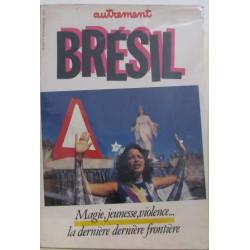 autrement
BRÉSIL
Magie, jeunesse, violence...
la dernière dernière frontière